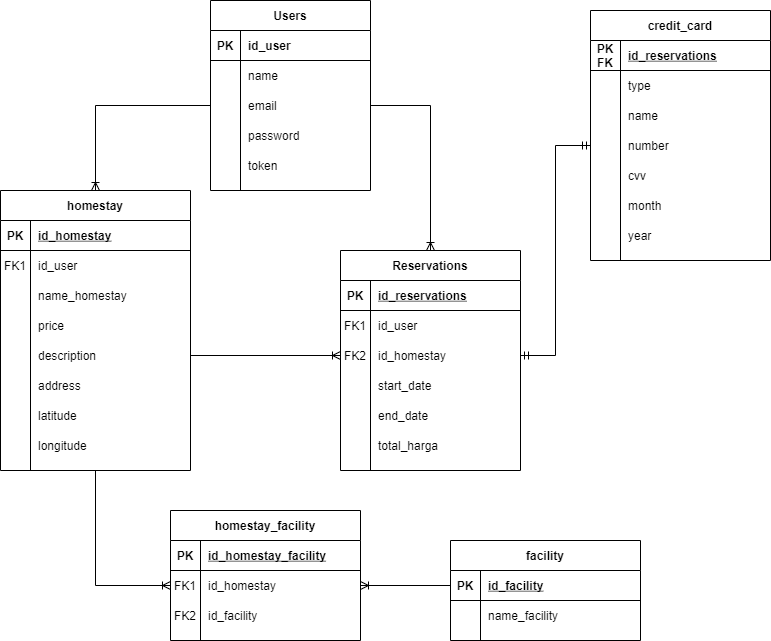 Users
PK id_user
name
email
password
token
credit_card
PK
FK id_reservations
type
name
number
cvv
month
year
homestay
PK id_homestay
FK1 id_user
name_homestay
price
description
address
latitude
longitude
Reservations
PK id_reservations
FK1 id_user
FK2 id_homestay
start_date
end_date
total_harga
homestay_facility
PK id_homestay_facility
FK1 id_homestay
FK2 id_facility
facility
PK id_facility
name_facility